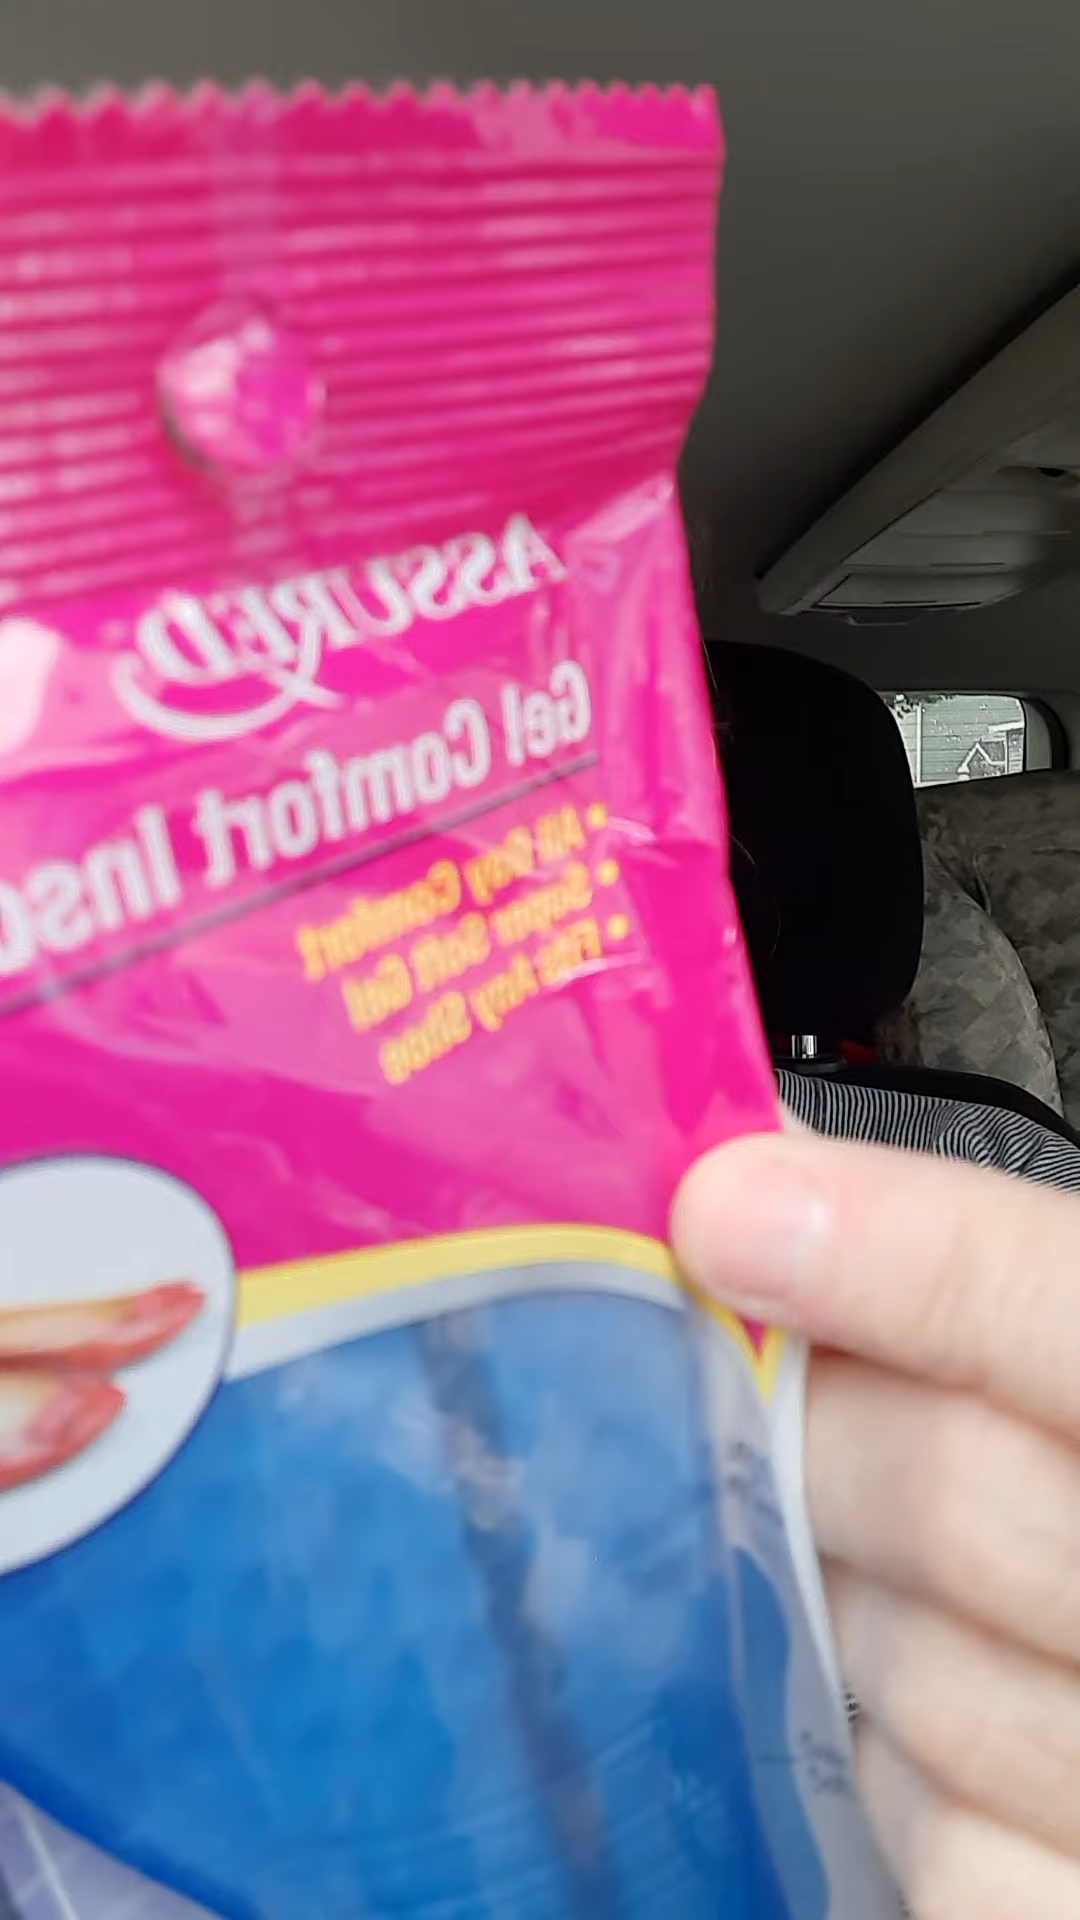 ASSURED
Gel Comfort Inso
• All Day Comfort
• Super Soft Gel
• Fits Any Shoe